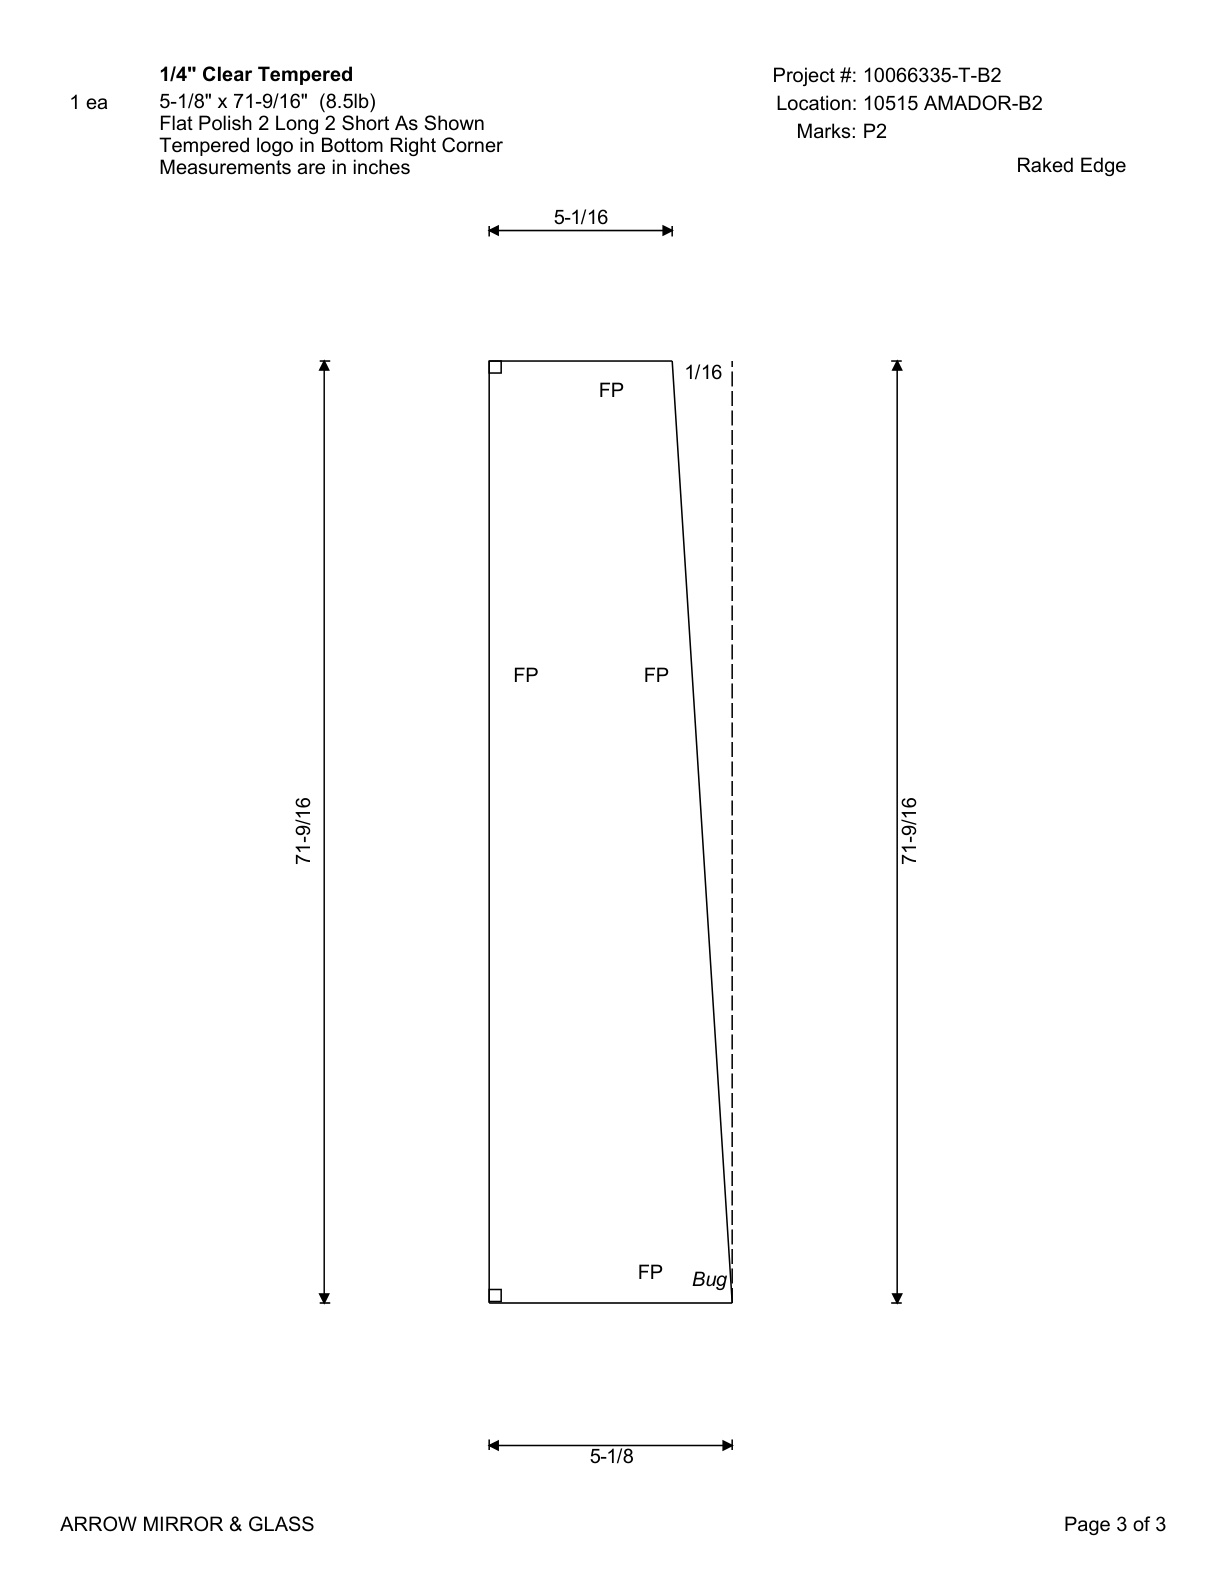 1/4" Clear Tempered
1 ea
5-1/8" x 71-9/16" (8.5lb)
Flat Polish 2 Long 2 Short As Shown
Tempered logo in Bottom Right Corner
Measurements are in inches
Project #: 10066335-T-B2
Location: 10515 AMADOR-B2
Marks: P2
Raked Edge
5-1/16
1/16
FP
FP
FP
71-9/16
71-9/16
FP
Bug
5-1/8
ARROW MIRROR & GLASS
Page 3 of 3